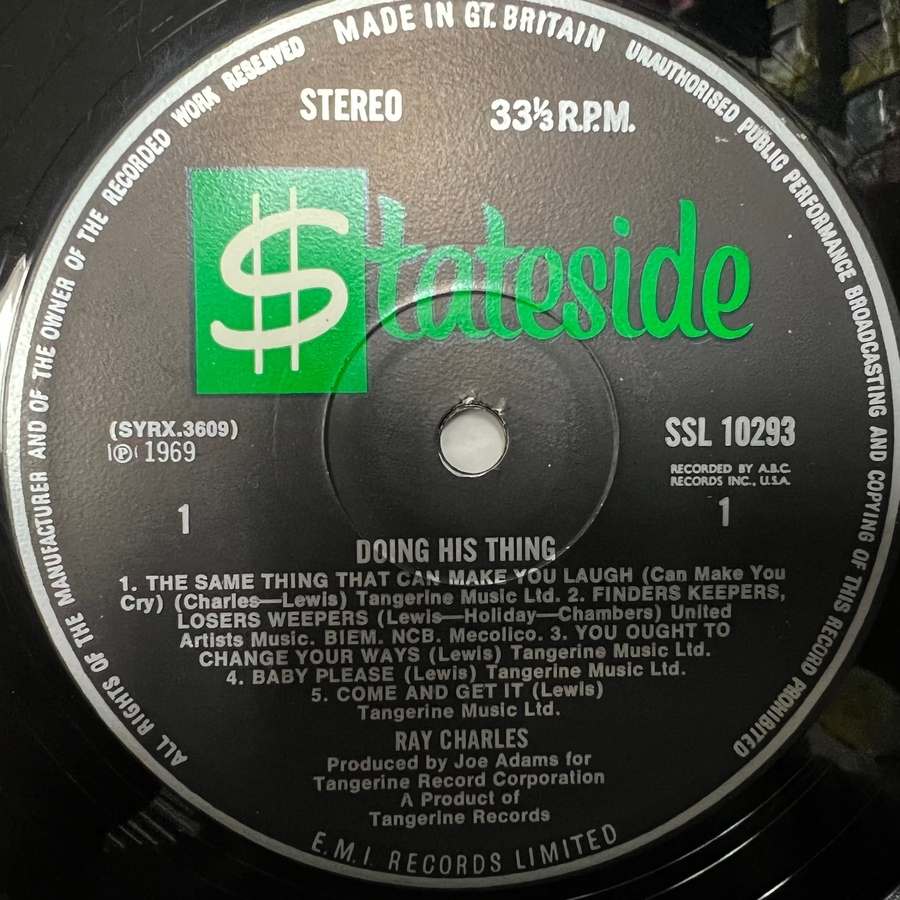 MADE IN GT. BRITAIN
UNAUTHORISED PUBLIC PERFORMANCE BROADCASTING AND COPYING OF THIS RECORD PROHIBITED
ALL RIGHTS OF THE MANUFACTURER AND OF THE OWNER OF THE RECORDED WORK RESERVED
STEREO
33⅓ R.P.M.
$tateside
(SYRX.3609)
℗ 1969
SSL 10293
RECORDED BY A.B.C.
RECORDS INC., U.S.A.
1
1
DOING HIS THING
1. THE SAME THING THAT CAN MAKE YOU LAUGH (Can Make You
Cry) (Charles—Lewis) Tangerine Music Ltd. 2. FINDERS KEEPERS,
LOSERS WEEPERS (Lewis—Holiday—Chambers) United
Artists Music. BIEM. NCB. Mecolico. 3. YOU OUGHT TO
CHANGE YOUR WAYS (Lewis) Tangerine Music Ltd.
4. BABY PLEASE (Lewis) Tangerine Music Ltd.
5. COME AND GET IT (Lewis)
Tangerine Music Ltd.
RAY CHARLES
Produced by Joe Adams for
Tangerine Record Corporation
A Product of
Tangerine Records
E.M.I. RECORDS LIMITED